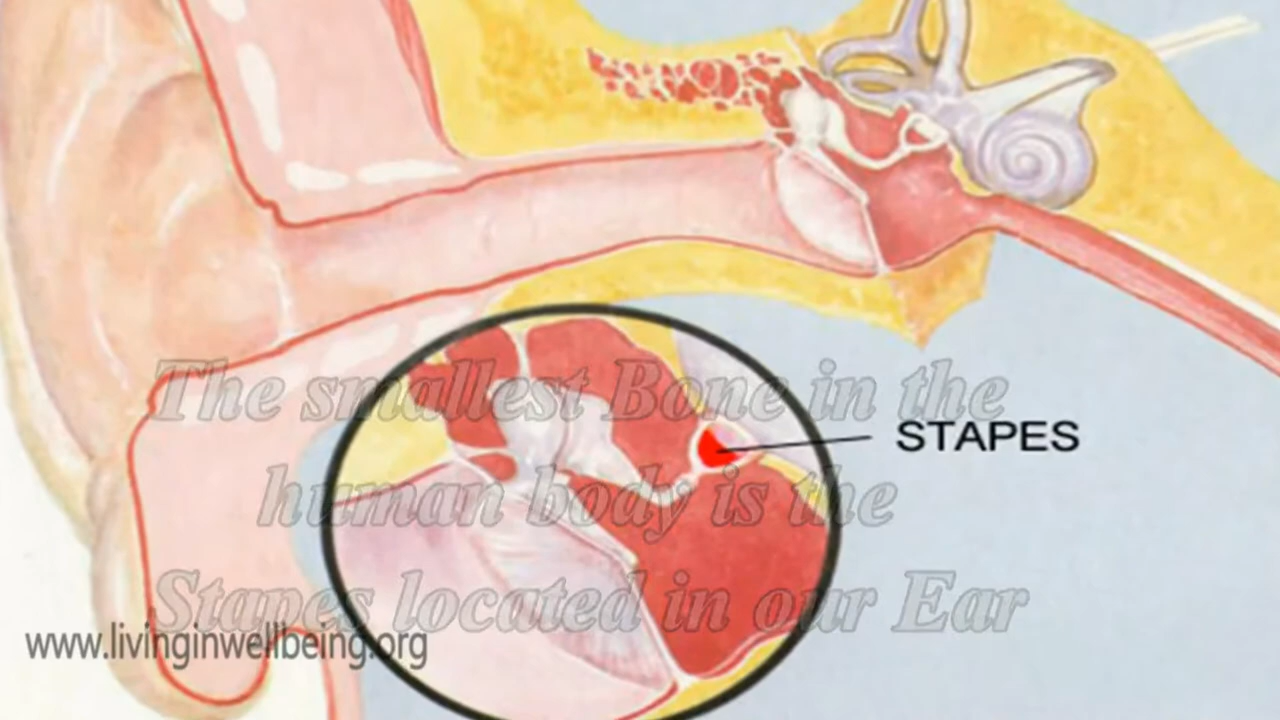 The smallest Bone in the
STAPES
human body is the
Stapes located in our Ear
www.livinginwellbeing.org